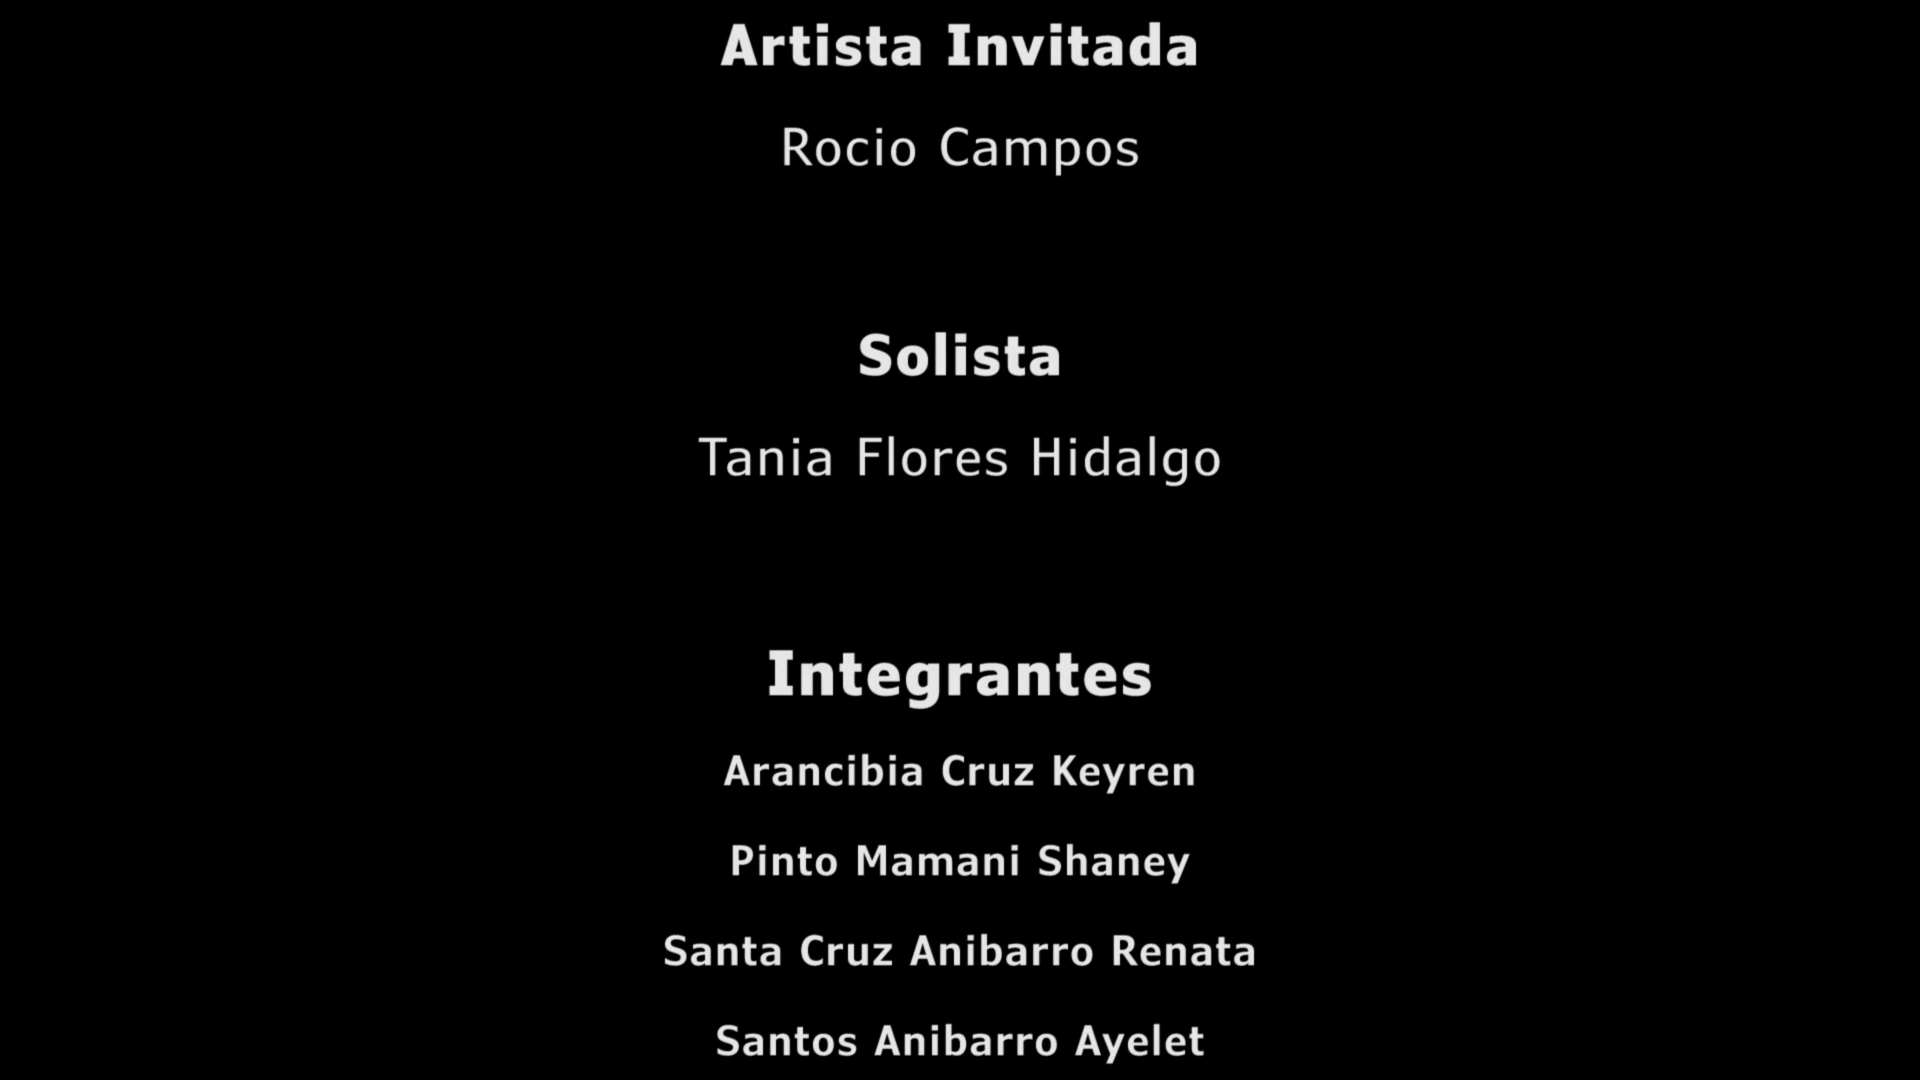 Artista Invitada
Rocio Campos
Solista
Tania Flores Hidalgo
Integrantes
Arancibia Cruz Keyren
Pinto Mamani Shaney
Santa Cruz Anibarro Renata
Santos Anibarro Ayelet